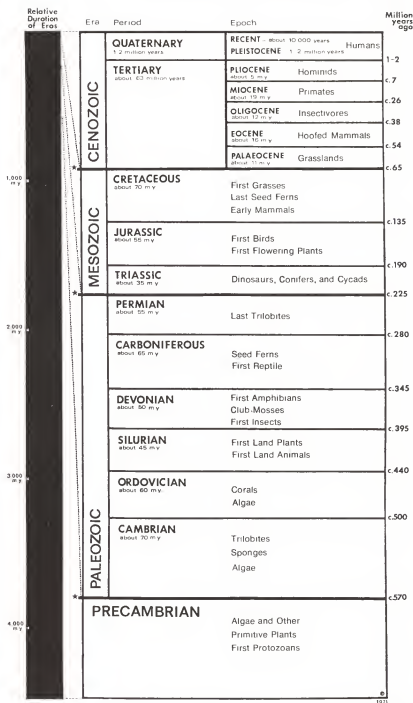 Relative
Duration
of Eras
Era Period Epoch
Million
years
ago
QUATERNARY
1-2 million years
RECENT - about 10,000 years
PLEISTOCENE 1-2 million years
Humans
1-2
TERTIARY
about 63 million years
PLIOCENE
about 5 m y
Hominids
c.7
MIOCENE
about 19 m y
Primates
c.26
OLIGOCENE
about 12 m y
Insectivores
c.38
EOCENE
about 16 m y
Hoofed Mammals
c.54
PALAEOCENE
about 11 m y
Grasslands
c.65
CENOZOIC
*
1,000
m y
CRETACEOUS
about 70 m y
First Grasses
Last Seed Ferns
Early Mammals
c.135
JURASSIC
about 55 m y
First Birds
First Flowering Plants
c.190
TRIASSIC
about 35 m y
Dinosaurs, Conifers, and Cycads
c.225
MESOZOIC
*
2,000
m y
PERMIAN
about 55 m y
Last Trilobites
c.280
CARBONIFEROUS
about 65 m y
Seed Ferns
First Reptile
c.345
DEVONIAN
about 50 m y
First Amphibians
Club-Mosses
First Insects
c.395
SILURIAN
about 45 m y
First Land Plants
First Land Animals
c.440
3,000
m y
ORDOVICIAN
about 60 m y
Corals
Algae
c.500
CAMBRIAN
about 70 m y
Trilobites
Sponges
Algae
c.570
PALEOZOIC
*
4,000
m y
PRECAMBRIAN
Algae and Other
Primitive Plants
First Protozoans